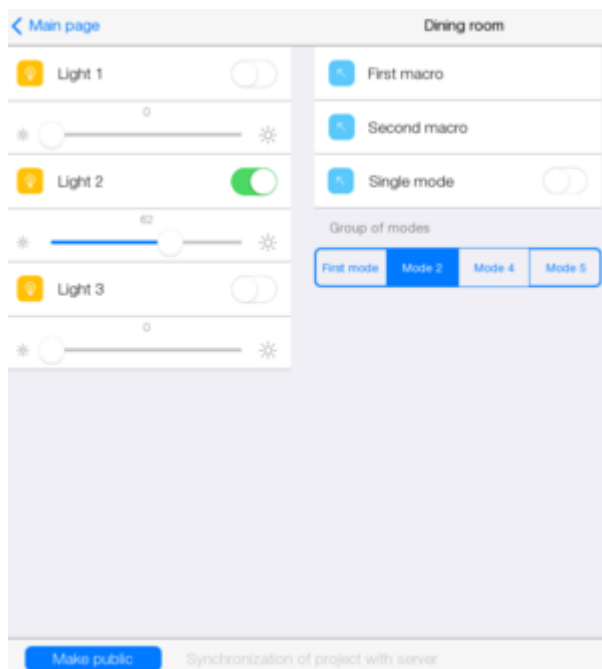 Main page
Dining room
Light 1
0
Light 2
62
Light 3
0
First macro
Second macro
Single mode
Group of modes
First mode
Mode 2
Mode 4
Mode 5
Make public
Synchronization of project with server